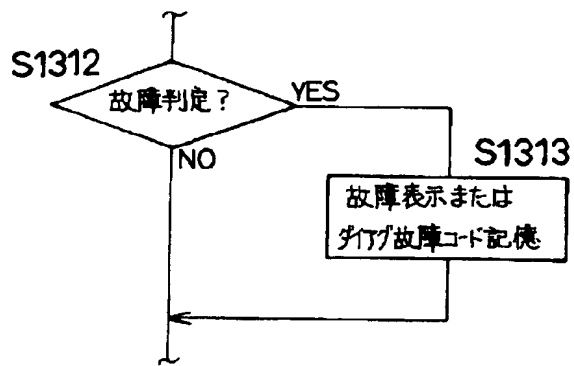 S1312
故障判定?
YES
NO
S1313
故障表示または
ダイアグ故障コード記憶